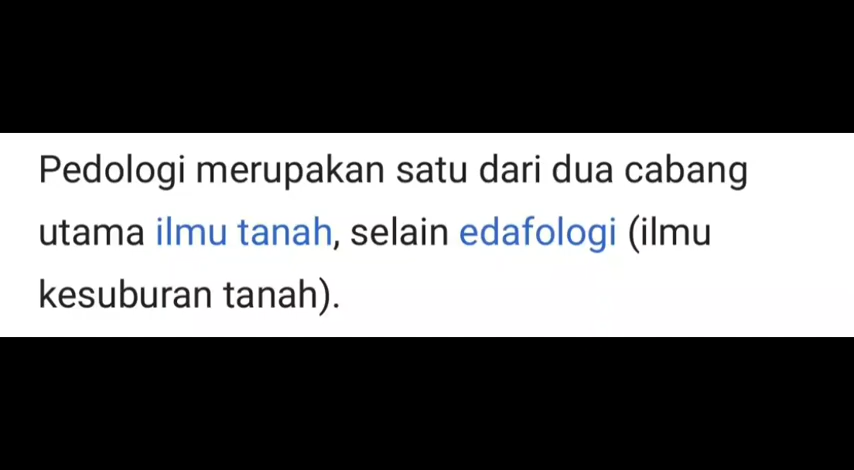 Pedologi merupakan satu dari dua cabang
utama ilmu tanah, selain edafologi (ilmu
kesuburan tanah).